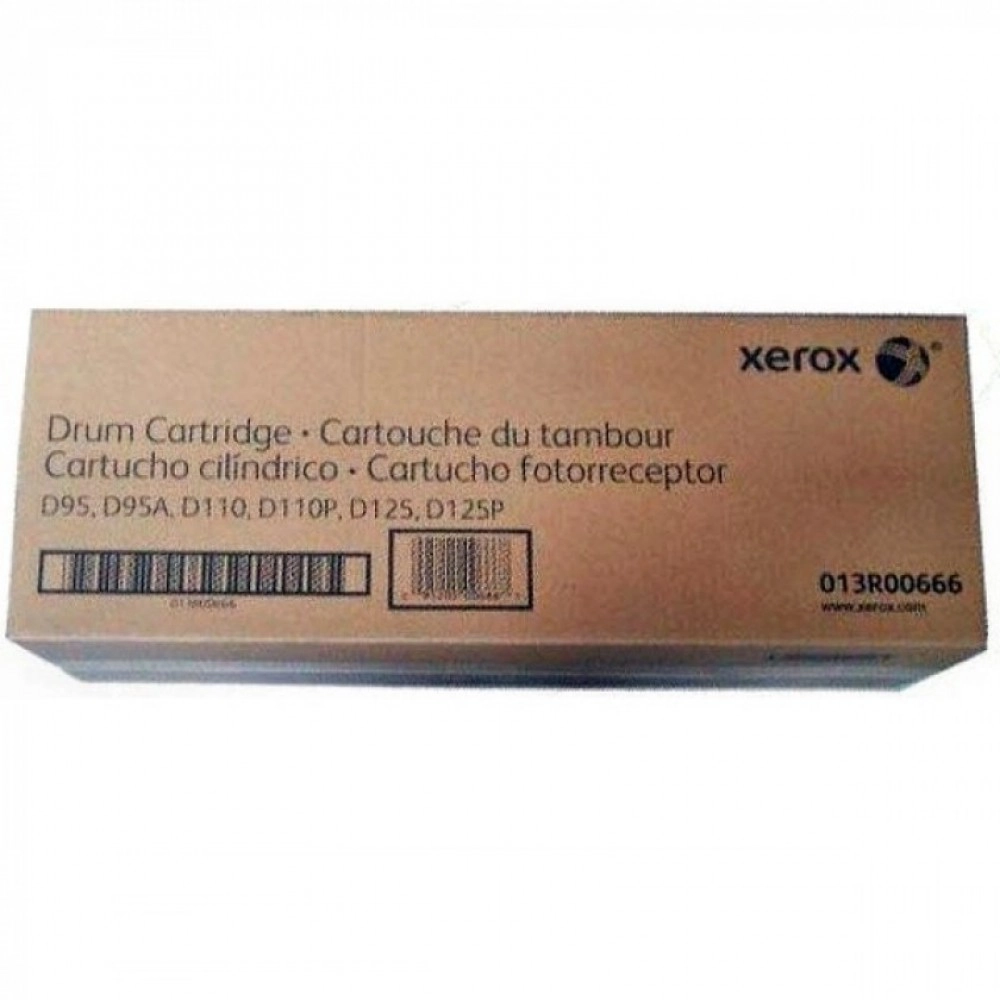 xerox
Drum Cartridge • Cartouche du tambour
Cartucho cilíndrico • Cartucho fotorreceptor
D95, D95A, D110, D110P, D125, D125P
013R00666
www.xerox.com